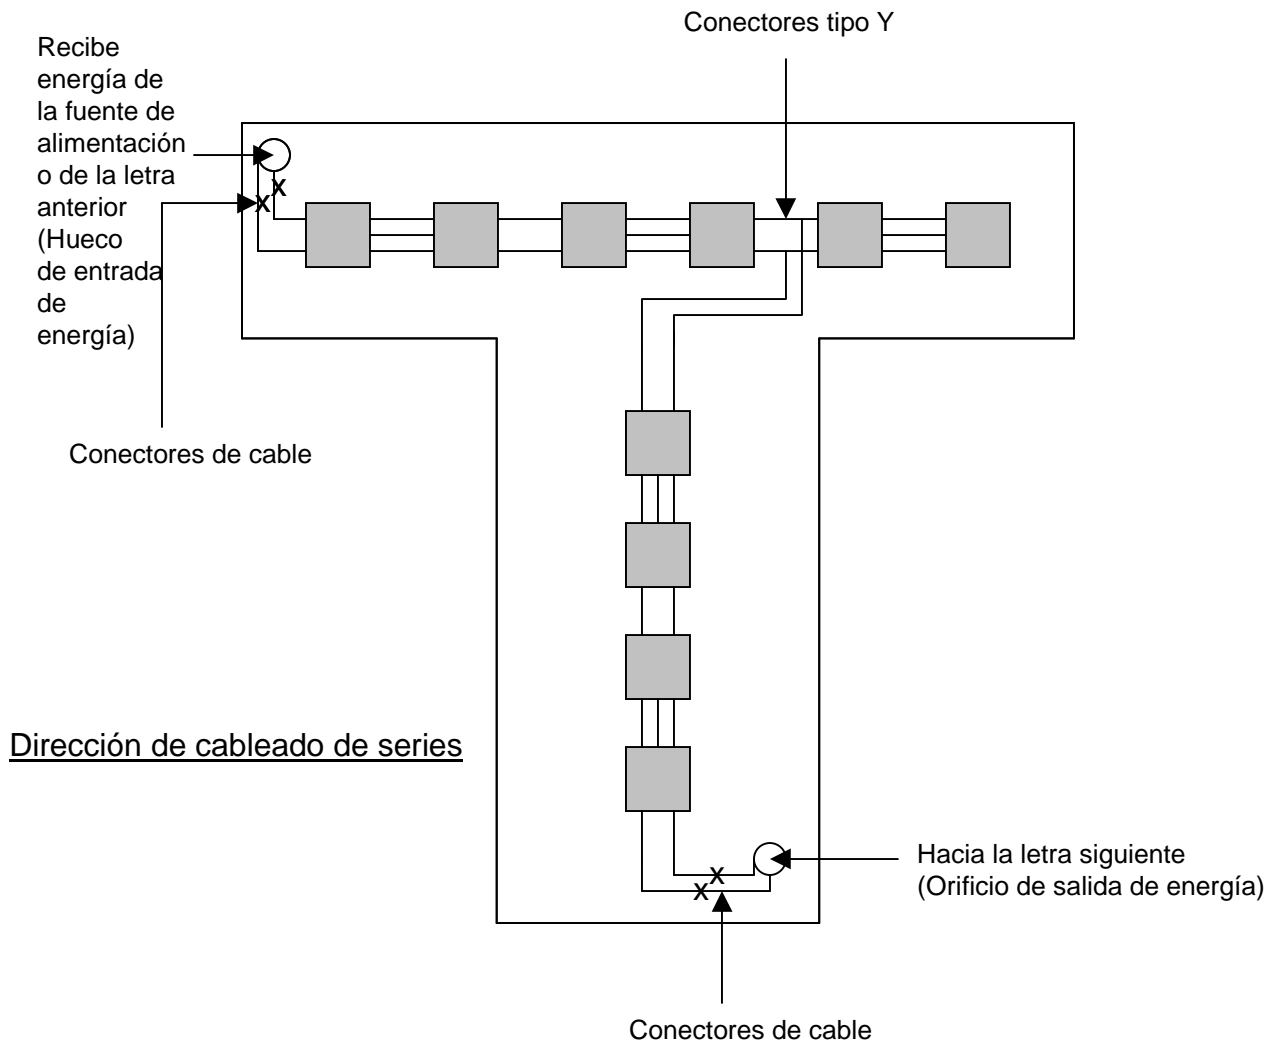 Conectores tipo Y
Recibe
energía de
la fuente de
alimentación
o de la letra
anterior
(Hueco
de entrada
de
energía)
x
x
Conectores de cable
Dirección de cableado de series
Hacia la letra siguiente
(Orificio de salida de energía)
x
x
Conectores de cable